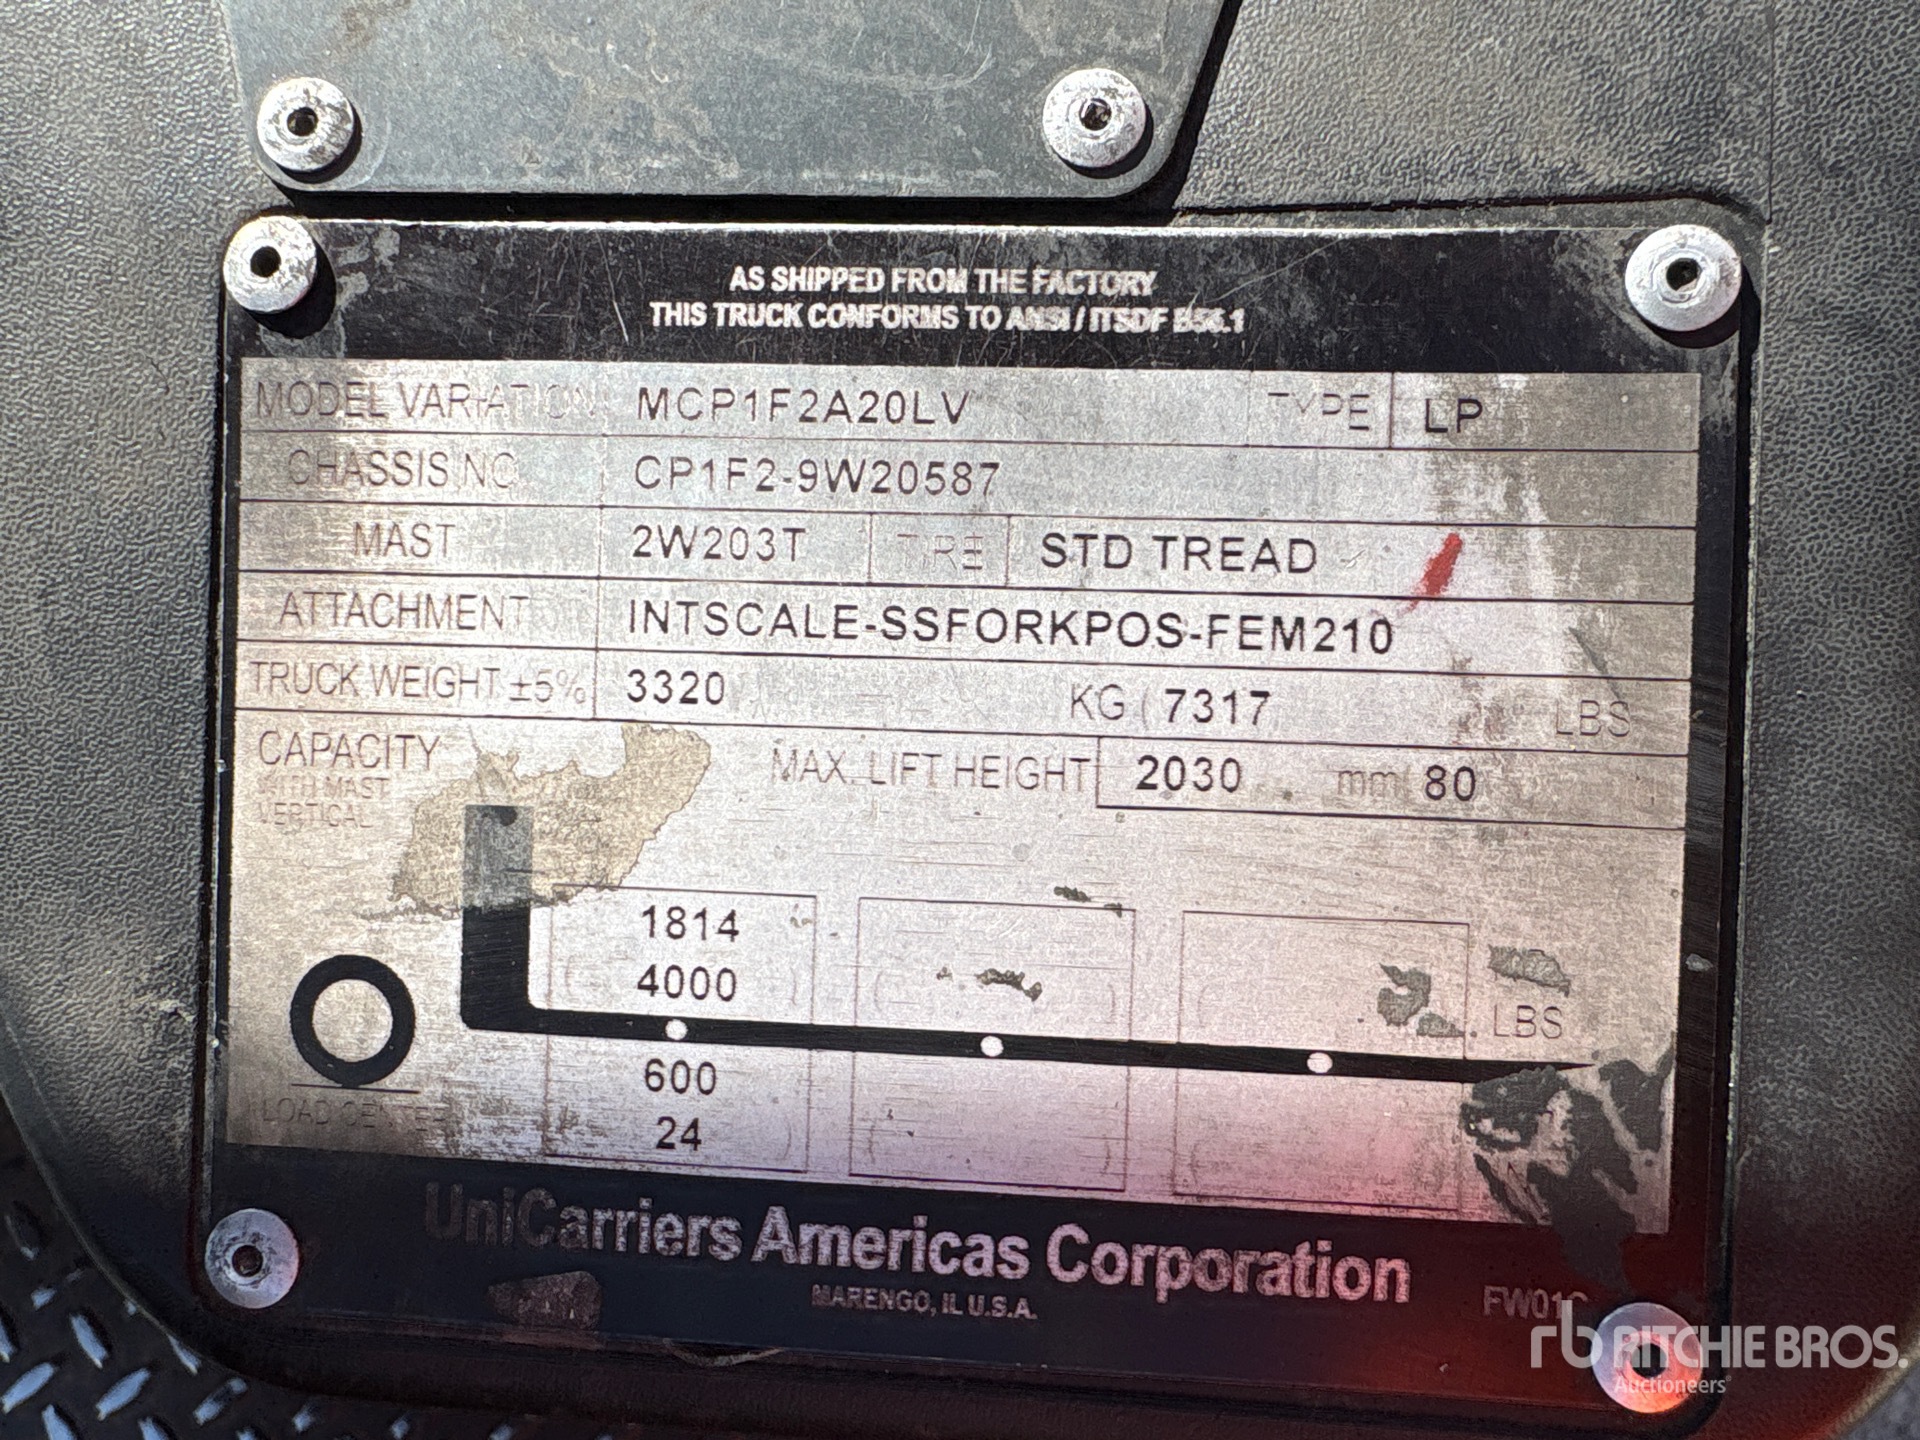 AS SHIPPED FROM THE FACTORY
THIS TRUCK CONFORMS TO ANSI / ITSDF B56.1
MODEL VARIATION MCP1F2A20LV TYPE LP
CHASSIS NO CP1F2-9W20587
MAST 2W203T TIRE STD TREAD
ATTACHMENT INTSCALE-SSFORKPOS-FEM210
TRUCK WEIGHT ±5% 3320 KG ( 7317 LBS
CAPACITY MAX. LIFT HEIGHT 2030 mm ( 80
WITH MAST
VERTICAL
1814
4000 LBS
600
LOAD CENTER 24
UniCarriers Americas Corporation
MARENGO, IL U.S.A.
rb RITCHIE BROS.
Auctioneers